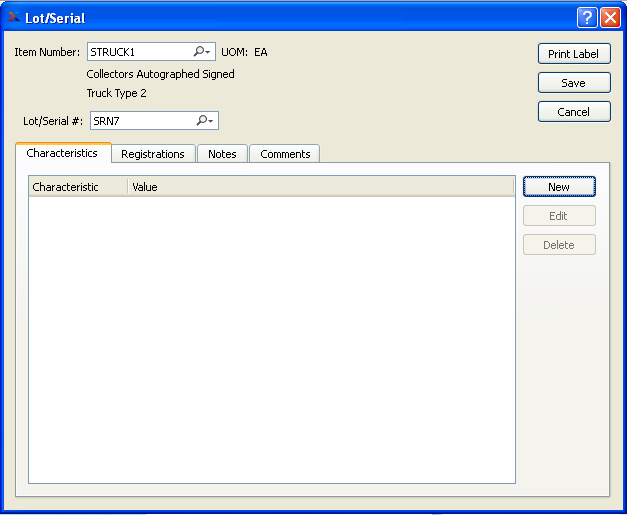 Lot/Serial
Item Number: STRUCK1 UOM: EA
Print Label
Collectors Autographed Signed
Truck Type 2
Save
Lot/Serial #: SRN7
Cancel
Characteristics Registrations Notes Comments
Characteristic Value
New
Edit
Delete